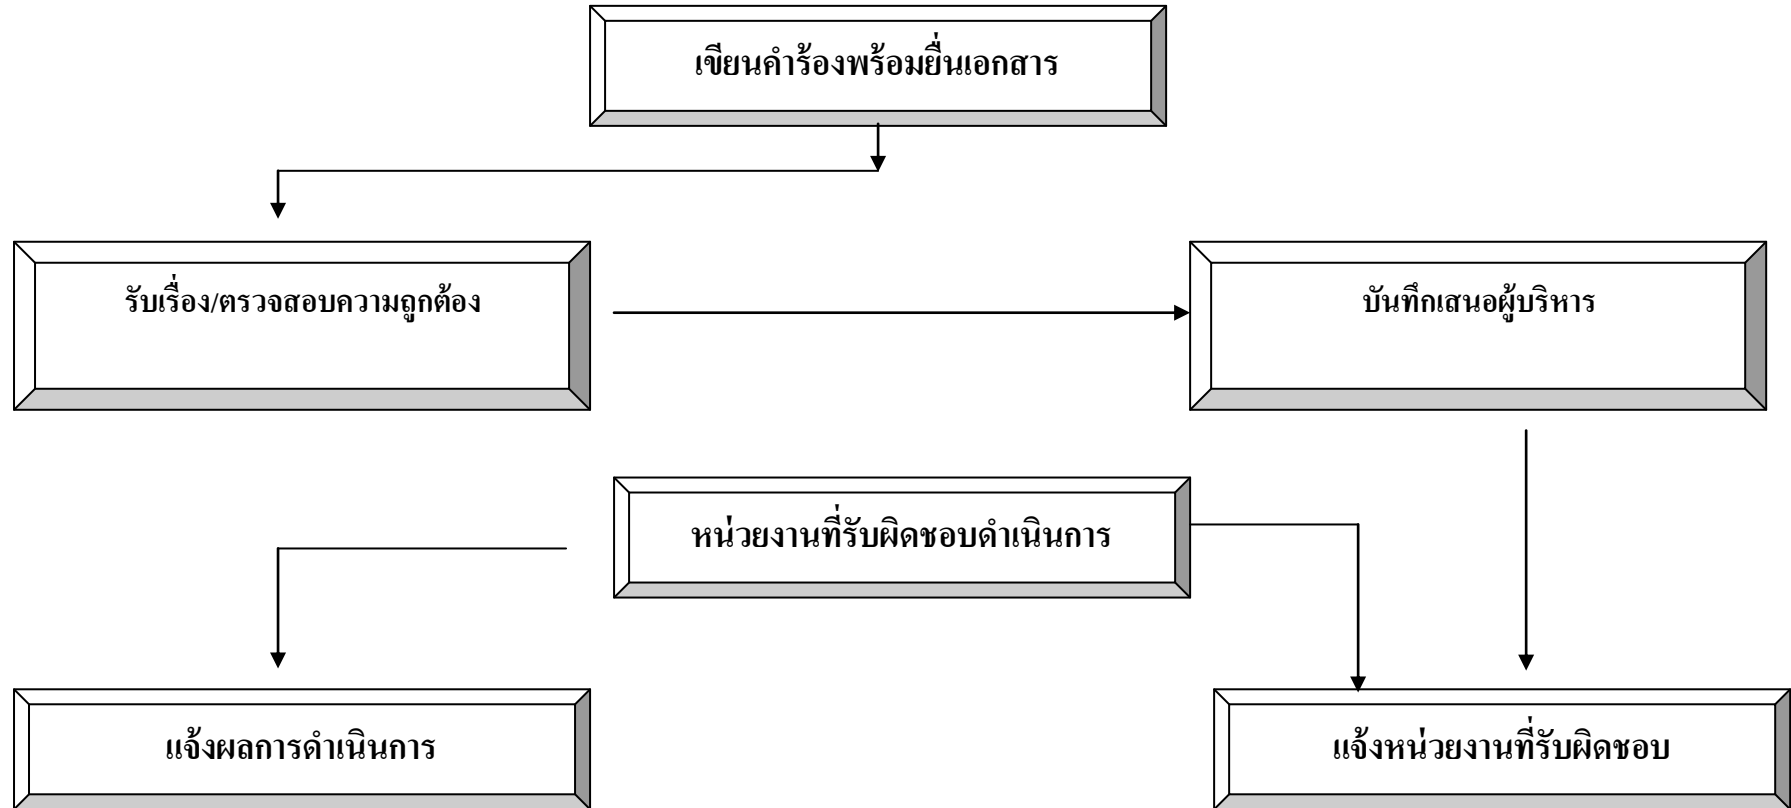 เขียนคำร้องพร้อมยื่นเอกสาร
รับเรื่อง/ตรวจสอบความถูกต้อง
บันทึกเสนอผู้บริหาร
หน่วยงานที่รับผิดชอบดำเนินการ
แจ้งผลการดำเนินการ
แจ้งหน่วยงานที่รับผิดชอบ